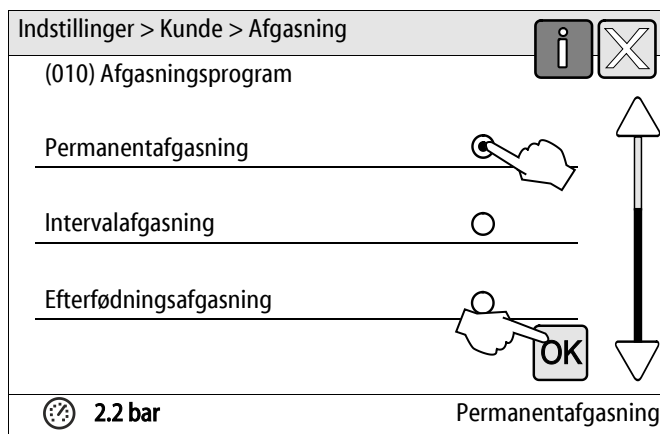 Indstillinger > Kunde > Afgasning
i
X
(010) Afgasningsprogram
Permanentafgasning
Intervalafgasning
Efterfødningsafgasning
OK
2.2 bar
Permanentafgasning